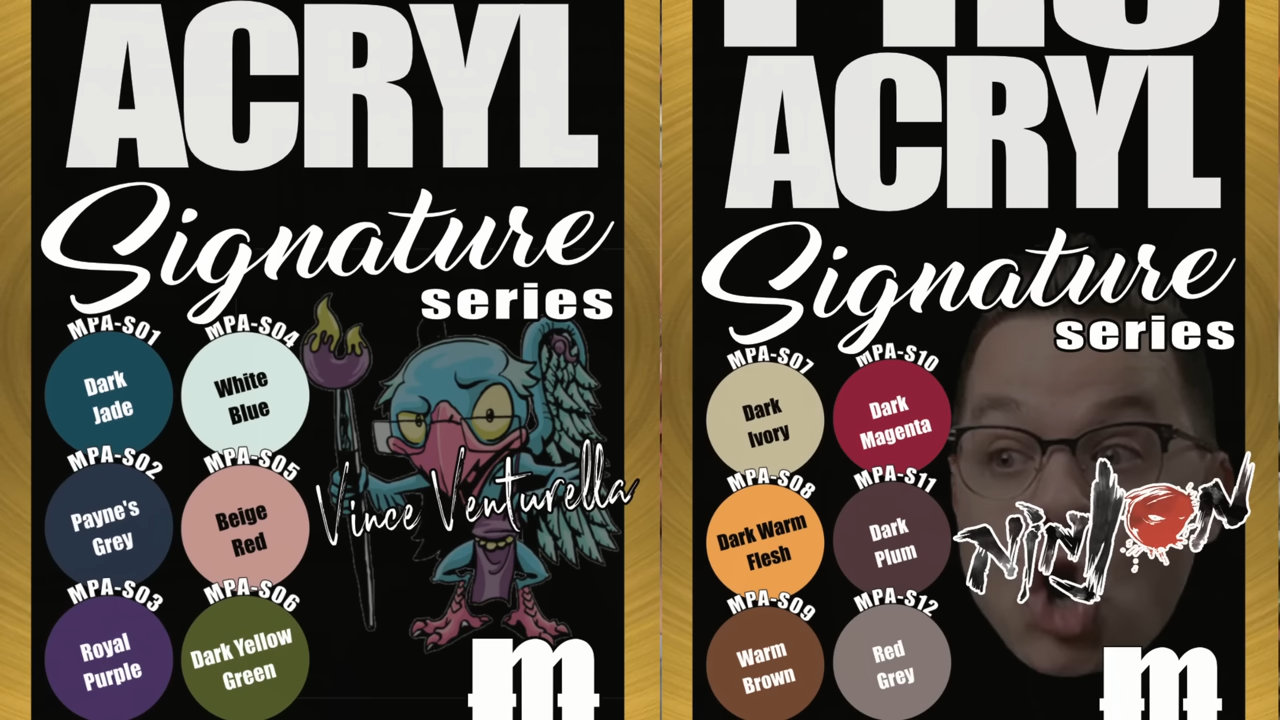 ACRYL
Signature
series
MPA-S01
Dark
Jade
MPA-S04
White
Blue
MPA-S02
Payne's
Grey
MPA-S05
Beige
Red
MPA-S03
Royal
Purple
MPA-S06
Dark Yellow
Green
Vince Venturella
m
PRO
ACRYL
Signature
series
MPA-S07
Dark
Ivory
MPA-S10
Dark
Magenta
MPA-S08
Dark Warm
Flesh
MPA-S11
Dark
Plum
MPA-S09
Warm
Brown
MPA-S12
Red
Grey
NINJON
m